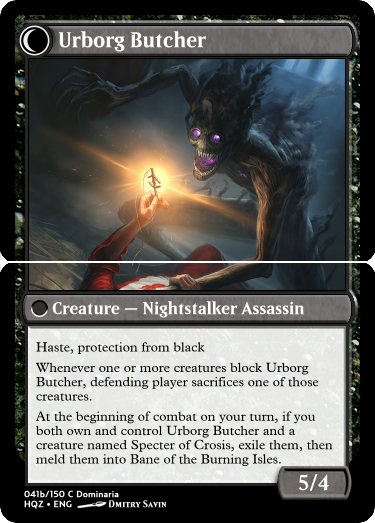 Urborg Butcher
Creature — Nightstalker Assassin
Haste, protection from black
Whenever one or more creatures block Urborg
Butcher, defending player sacrifices one of those
creatures.
At the beginning of combat on your turn, if you
both own and control Urborg Butcher and a
creature named Specter of Crosis, exile them, then
meld them into Bane of the Burning Isles.
5/4
041b/150 C Dominaria
HQZ • ENG Dmitry Savin